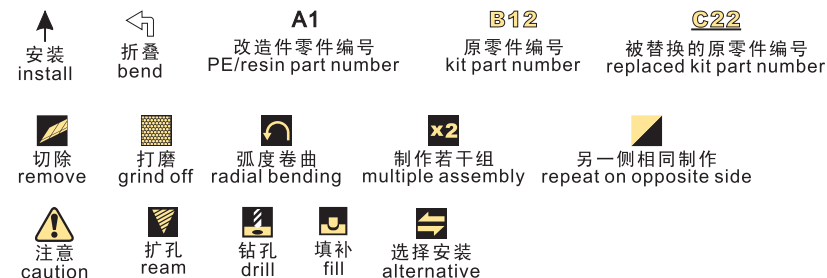 A1 B12 C22
安装 折叠 改造件零件编号 原零件编号 被替换的原零件编号
install bend PE/resin part number kit part number replaced kit part number
x2
切除 打磨 弧度卷曲 制作若干组 另一侧相同制作
remove grind off radial bending multiple assembly repeat on opposite side
注意 扩孔 钻孔 填补 选择安装
caution ream drill fill alternative